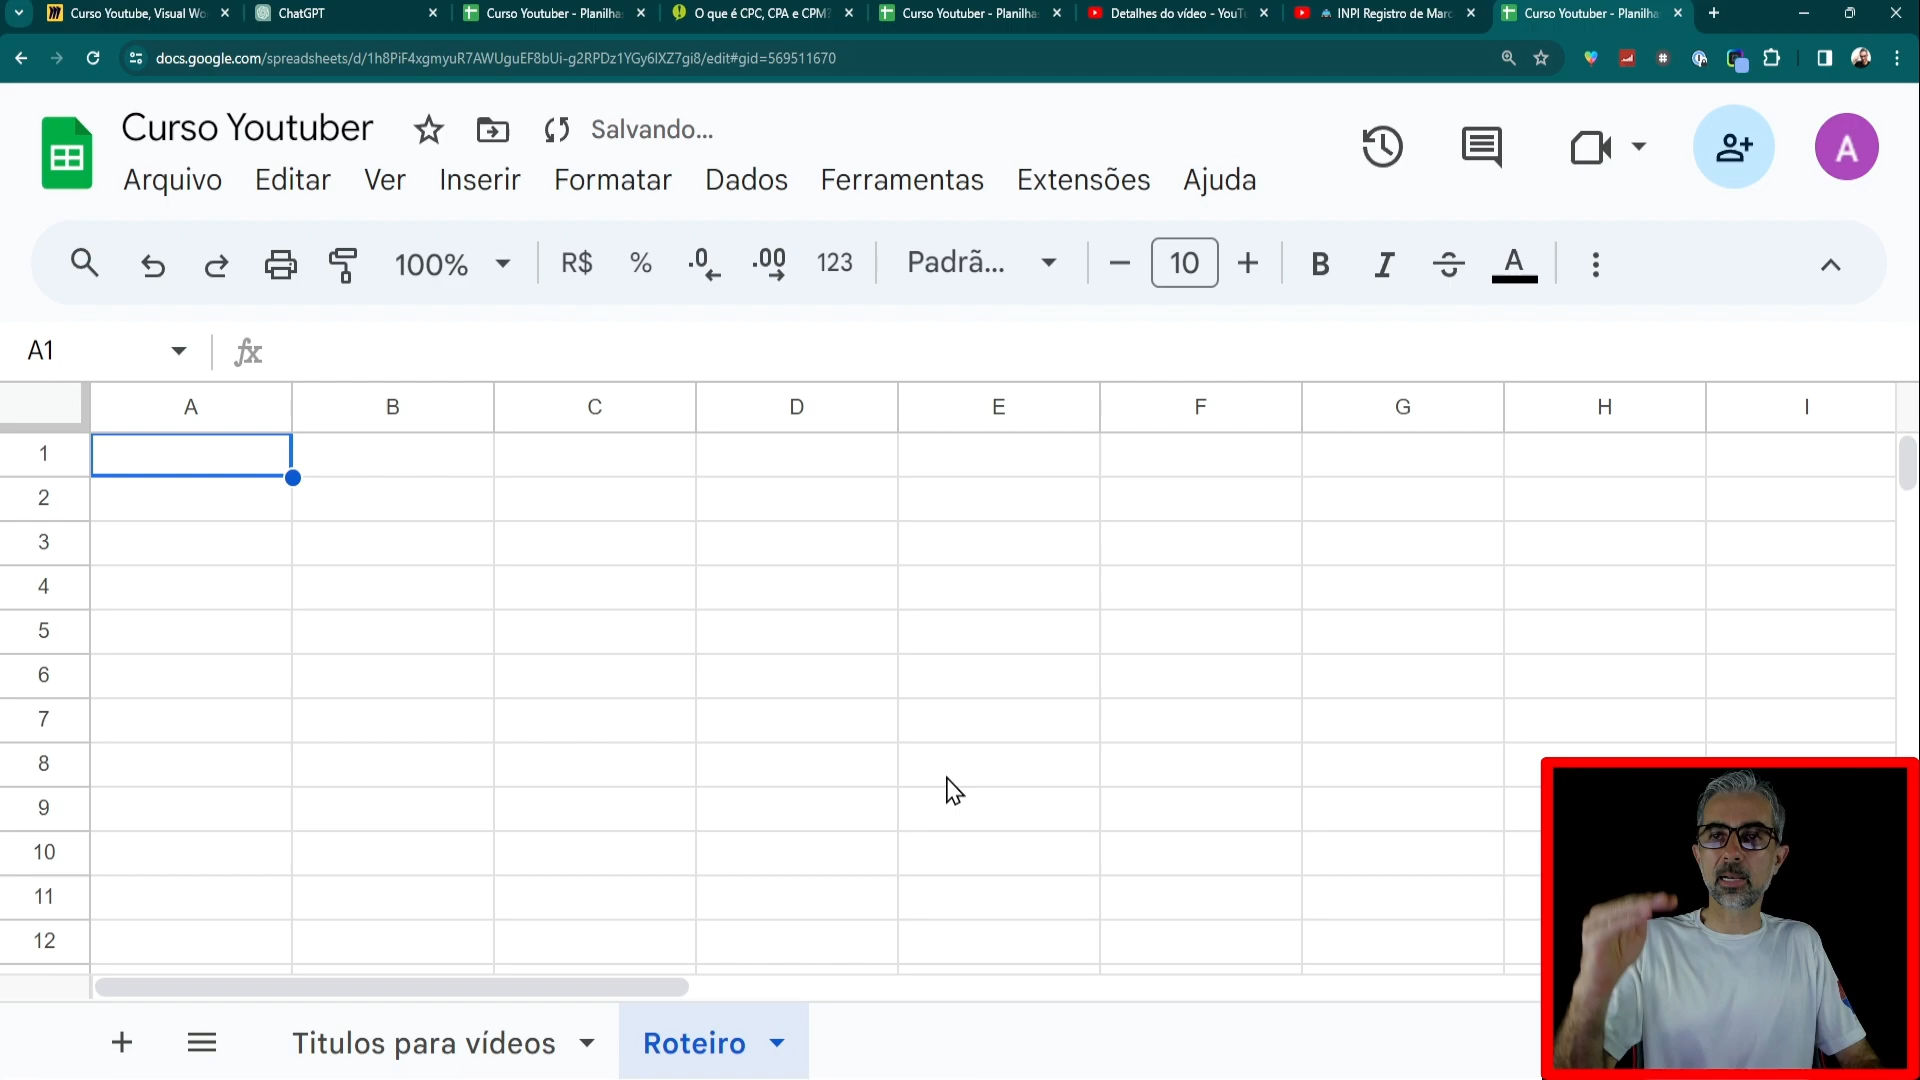 Curso Youtube, Visual Wo
ChatGPT
Curso Youtuber - Planilha
O que é CPC, CPA e CPM?
Curso Youtuber - Planilha
Detalhes do vídeo - YouTu
INPI Registro de Marc
Curso Youtuber - Planilha
docs.google.com/spreadsheets/d/1h8PiF4xgmyuR7AWUguEF8bUi-g2RPDz1YGy6IXZ7gi8/edit#gid=569511670
Curso Youtuber
Salvando...
A
Arquivo Editar Ver Inserir Formatar Dados Ferramentas Extensões Ajuda
100% R$ % .0 .00 123 Padrã... 10 B I S A
A1 fx
A B C D E F G H I
1
2
3
4
5
6
7
8
9
10
11
12
Titulos para vídeos Roteiro